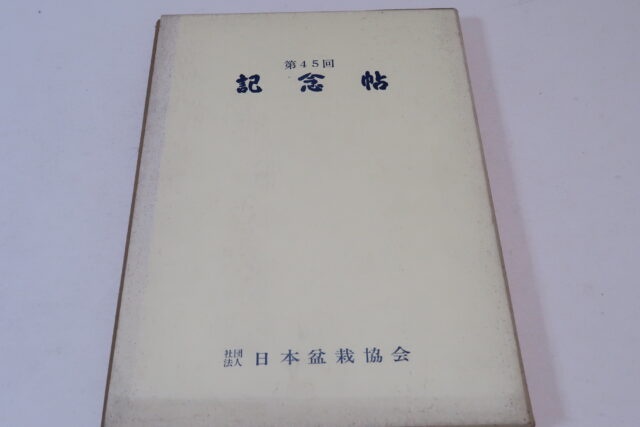 第45回
記念帖
社団法人 日本盆栽協会